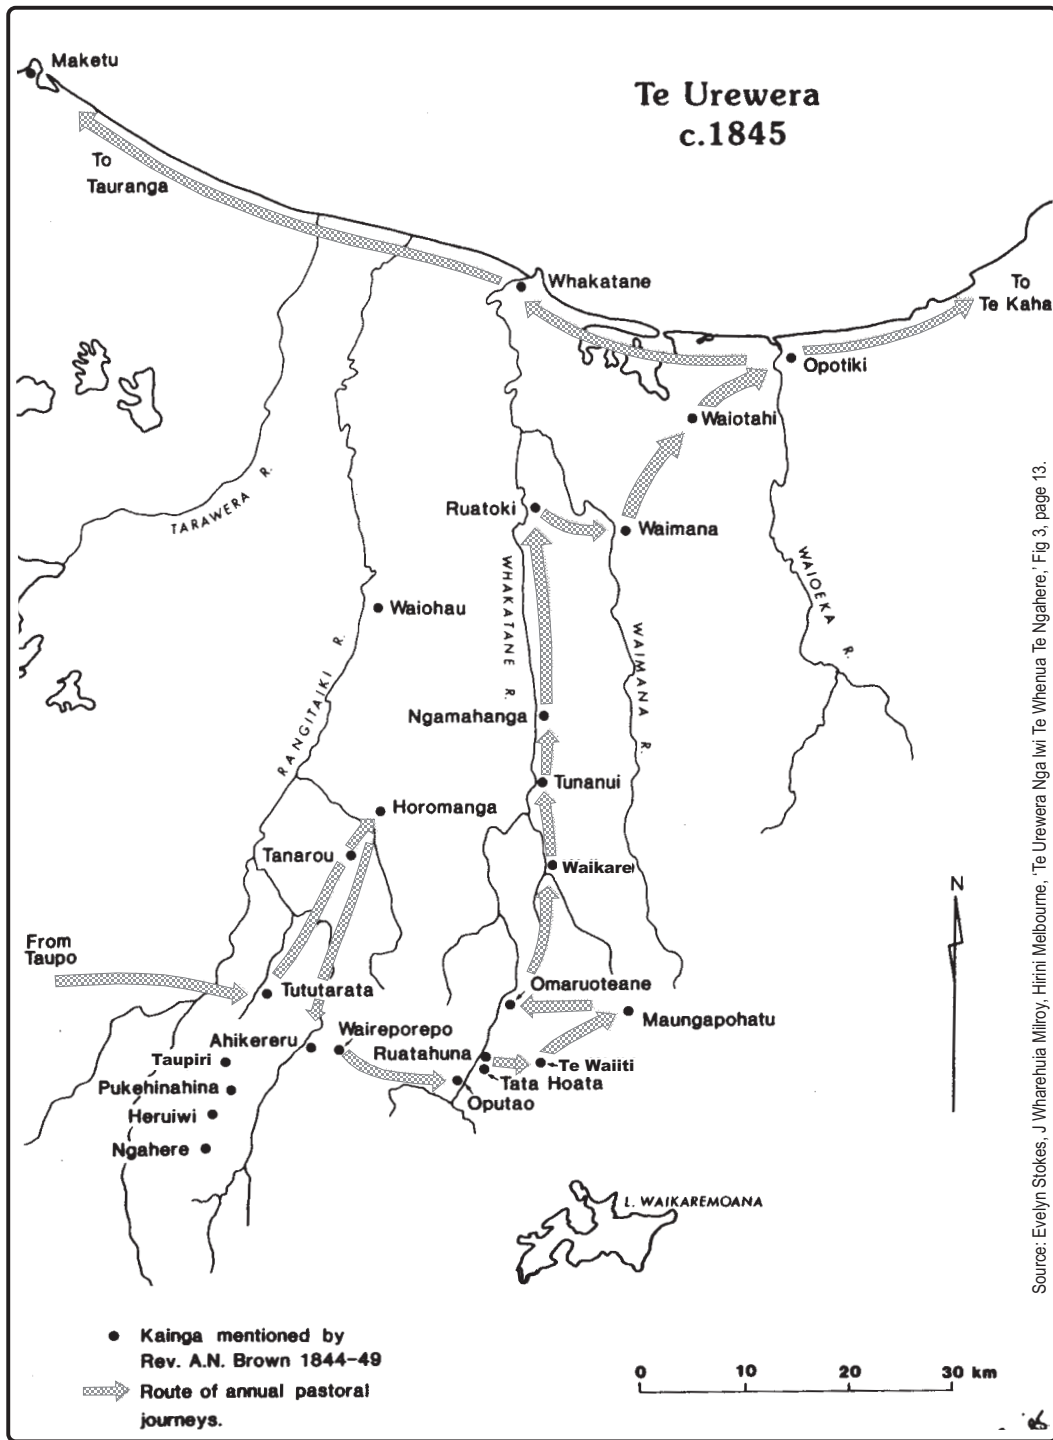 Maketu
Te Urewera
c.1845
To
Tauranga
Whakatane
To
Te Kaha
Opotiki
Waiotahi
TARAWERA R.
Ruatoki
Waimana
WHAKATANE R.
WAIOEKA R.
Waiohau
WAIMANA R.
RANGITAIKI R.
Ngamahanga
Tunanui
Horomanga
Tanarou
Waikare
N
From
Taupo
Tututarata
Omaruoteane
Maungapohatu
Ahikereru
Waireporepo
Taupiri
Ruatahuna
Te Waiiti
Pukehinahina
Tata Hoata
Oputao
Heruiwi
Ngahere
L. WAIKAREMOANA
Kainga mentioned by
Rev. A.N. Brown 1844-49
Route of annual pastoral
journeys.
0 10 20 30 km
Source: Evelyn Stokes, J Wharehuia Milroy, Hirini Melbourne, 'Te Urewera Nga Iwi Te Whenua Te Ngahere,' Fig 3, page 13.